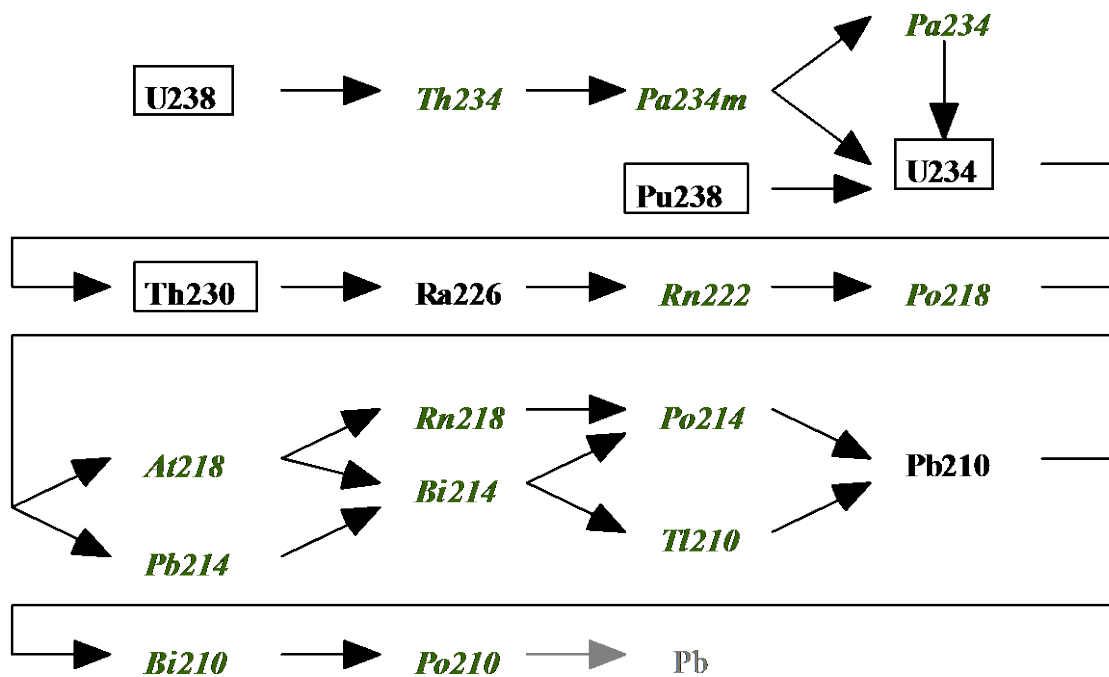 Pa234
U238 Th234 Pa234m
U234
Pu238
Th230 Ra226 Rn222 Po218
Rn218 Po214
At218 Pb210
Bi214
Tl210
Pb214
Bi210 Po210 Pb